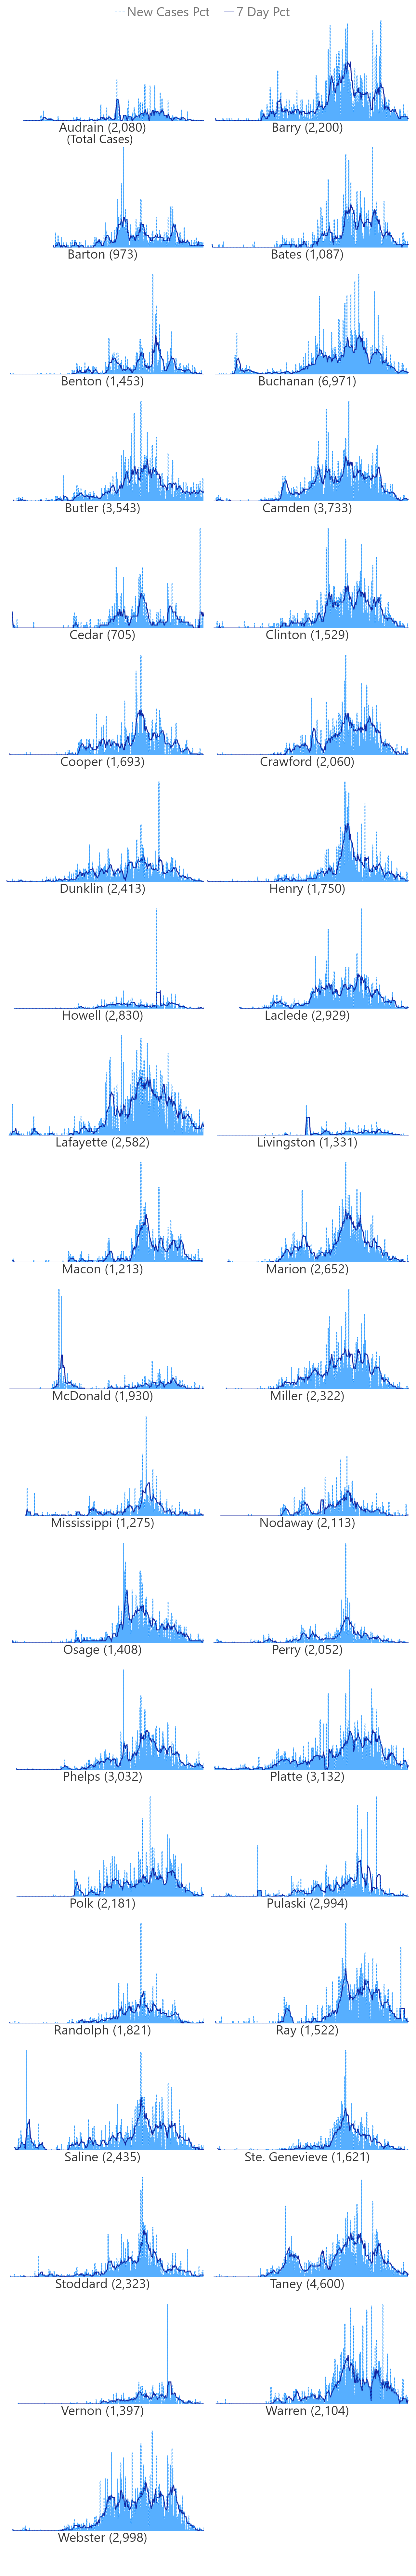 New Cases Pct 7 Day Pct
Audrain (2,080) Barry (2,200)
(Total Cases)
Barton (973) Bates (1,087)
Benton (1,453) Buchanan (6,971)
Butler (3,543) Camden (3,733)
Cedar (705) Clinton (1,529)
Cooper (1,693) Crawford (2,060)
Dunklin (2,413) Henry (1,750)
Howell (2,830) Laclede (2,929)
Lafayette (2,582) Livingston (1,331)
Macon (1,213) Marion (2,652)
McDonald (1,930) Miller (2,322)
Mississippi (1,275) Nodaway (2,113)
Osage (1,408) Perry (2,052)
Phelps (3,032) Platte (3,132)
Polk (2,181) Pulaski (2,994)
Randolph (1,821) Ray (1,522)
Saline (2,435) Ste. Genevieve (1,621)
Stoddard (2,323) Taney (4,600)
Vernon (1,397) Warren (2,104)
Webster (2,998)